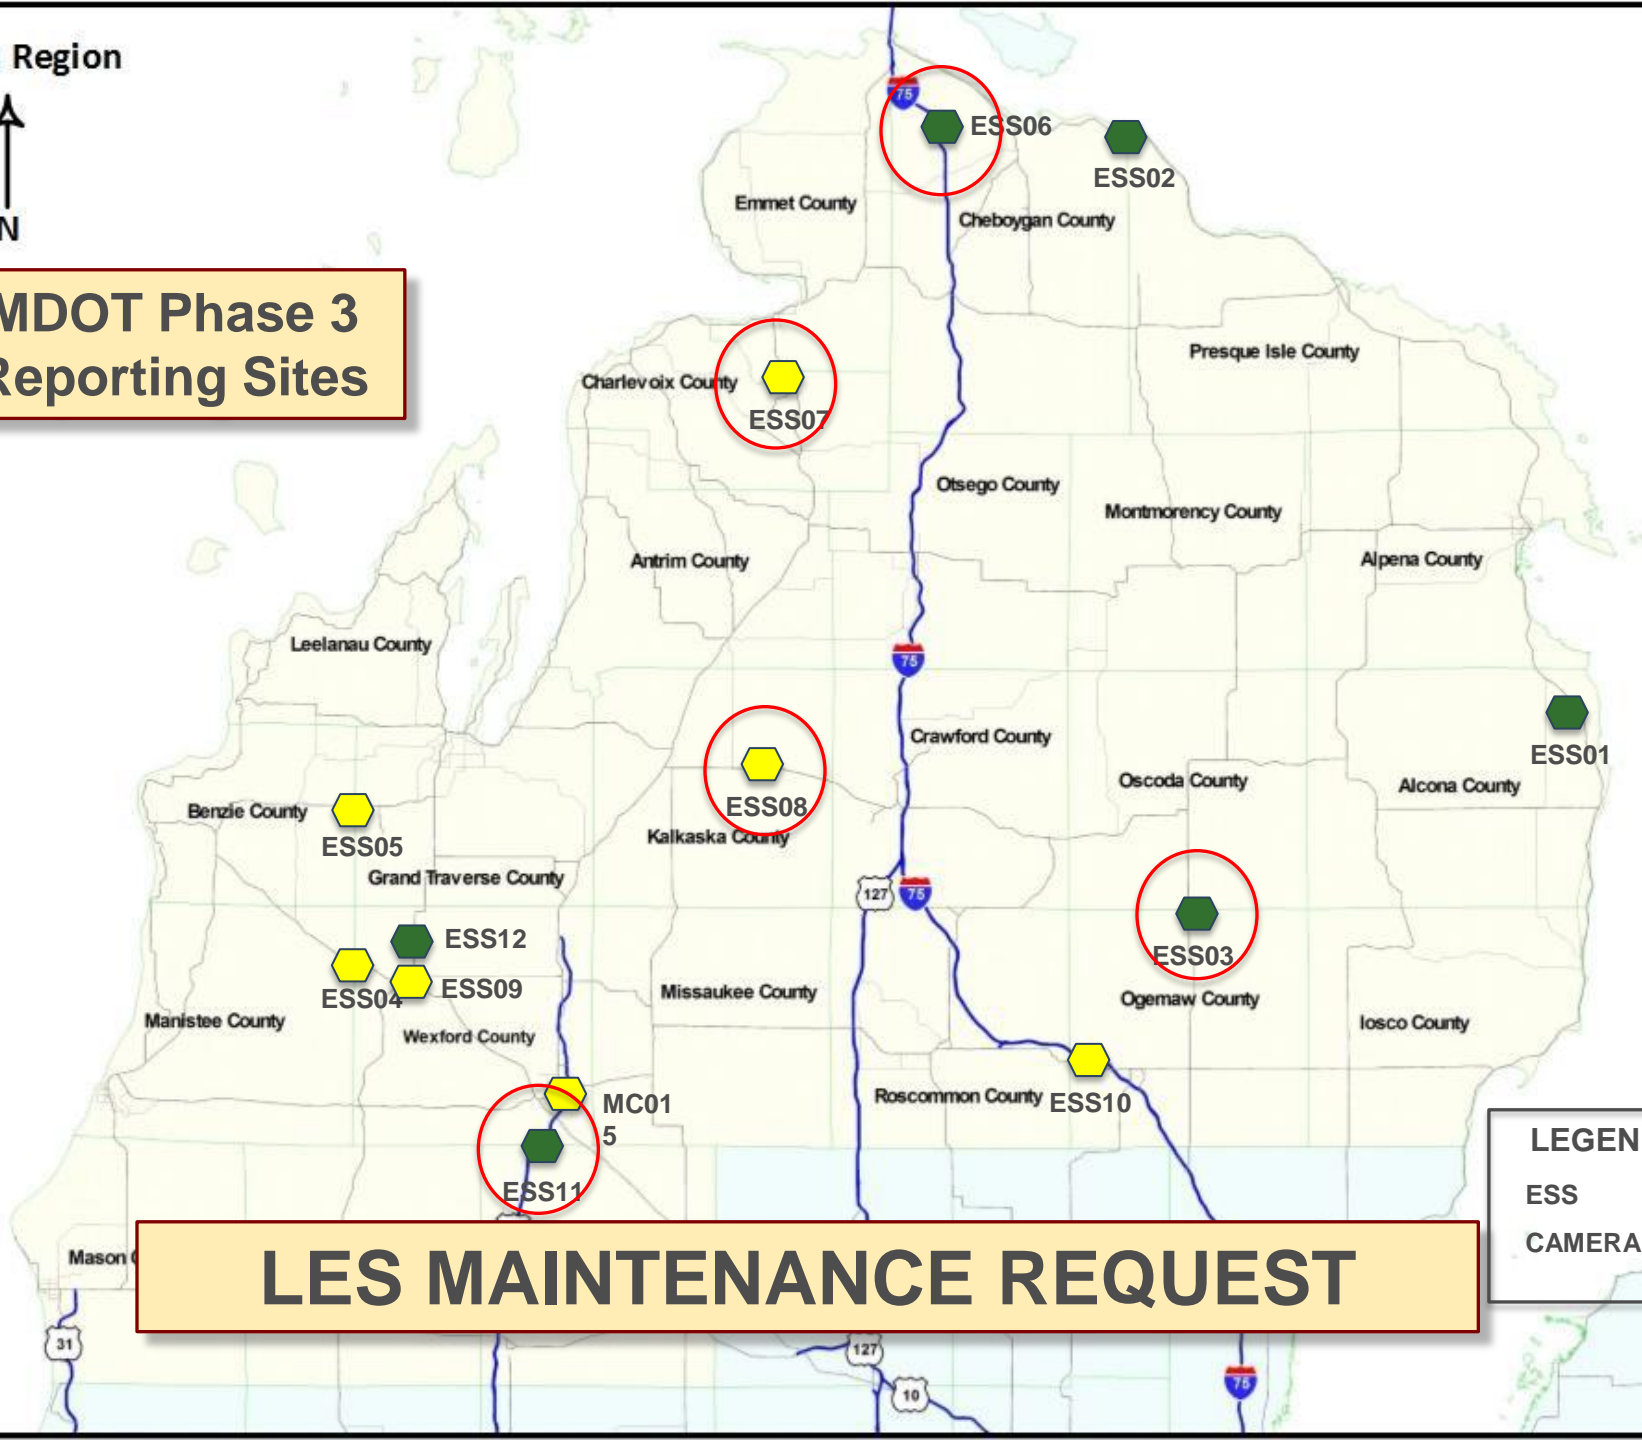 Region
N
MDOT Phase 3
Reporting Sites
75
ESS06
ESS02
Emmet County
Cheboygan County
Presque Isle County
Charlevoix County
ESS07
Otsego County
Montmorency County
Antrim County
Alpena County
Leelanau County
75
ESS01
Crawford County
Oscoda County
Alcona County
ESS08
Kalkaska County
Benzie County
ESS05
Grand Traverse County
127
75
ESS12
ESS03
ESS04
ESS09
Missaukee County
Ogemaw County
Manistee County
Iosco County
Wexford County
Roscommon County
ESS10
MC01
5
ESS11
LEGEN
ESS
CAMERA
Mason
LES MAINTENANCE REQUEST
31
127
10
75